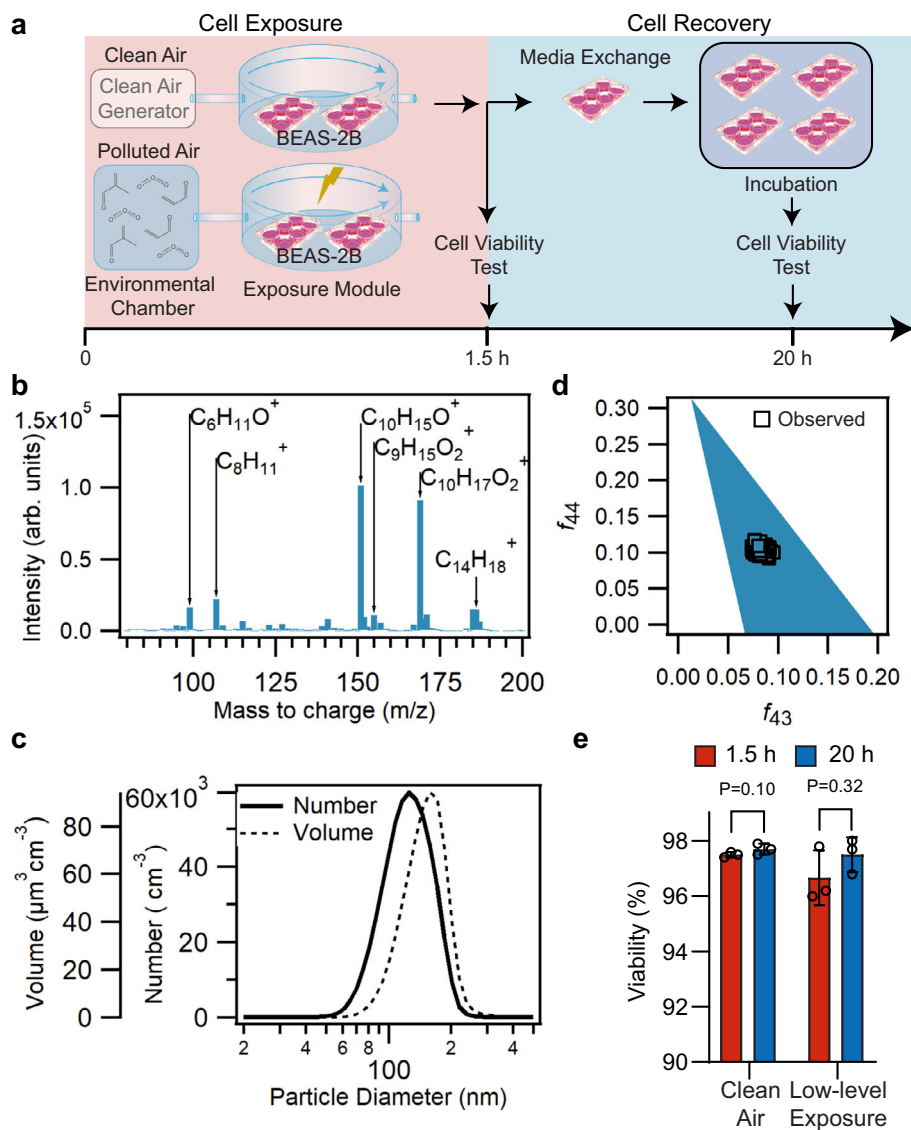 a
Cell Exposure
Cell Recovery
Clean Air
Clean Air
Generator
BEAS-2B
Polluted Air
BEAS-2B
Environmental
Chamber
Exposure Module
Media Exchange
Incubation
Cell Viability
Test
Cell Viability
Test
0
1.5 h
20 h
b
Intensity (arb. units)
1.5x10^5
1.0
0.5
0.0
C6H11O+
C8H11+
C10H15O+
C9H15O2+
C10H17O2+
C14H18+
100
125
150
175
200
Mass to charge (m/z)
d
f44
0.30
0.25
0.20
0.15
0.10
0.05
0.00
Observed
0.00 0.05 0.10 0.15 0.20
f43
c
Volume (µm3 cm-3)
80
60
40
20
0
Number ( cm-3)
60x10^3
40
20
0
Number
Volume
2
4
6
8
100
2
4
Particle Diameter (nm)
e
1.5 h
20 h
P=0.10
P=0.32
Viability (%)
98
96
94
92
90
Clean
Air
Low-level
Exposure